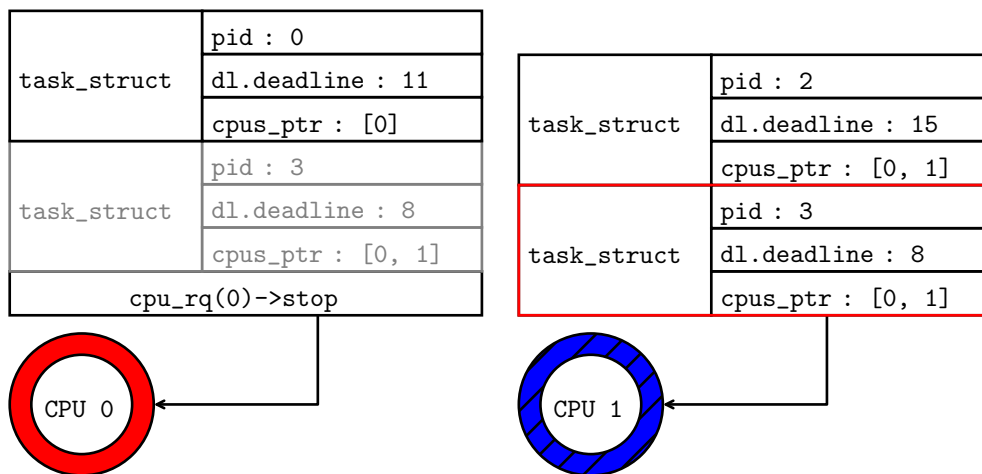 task_struct
pid : 0
dl.deadline : 11
cpus_ptr : [0]
task_struct
pid : 3
dl.deadline : 8
cpus_ptr : [0, 1]
cpu_rq(0)->stop
CPU 0
task_struct
pid : 2
dl.deadline : 15
cpus_ptr : [0, 1]
task_struct
pid : 3
dl.deadline : 8
cpus_ptr : [0, 1]
CPU 1